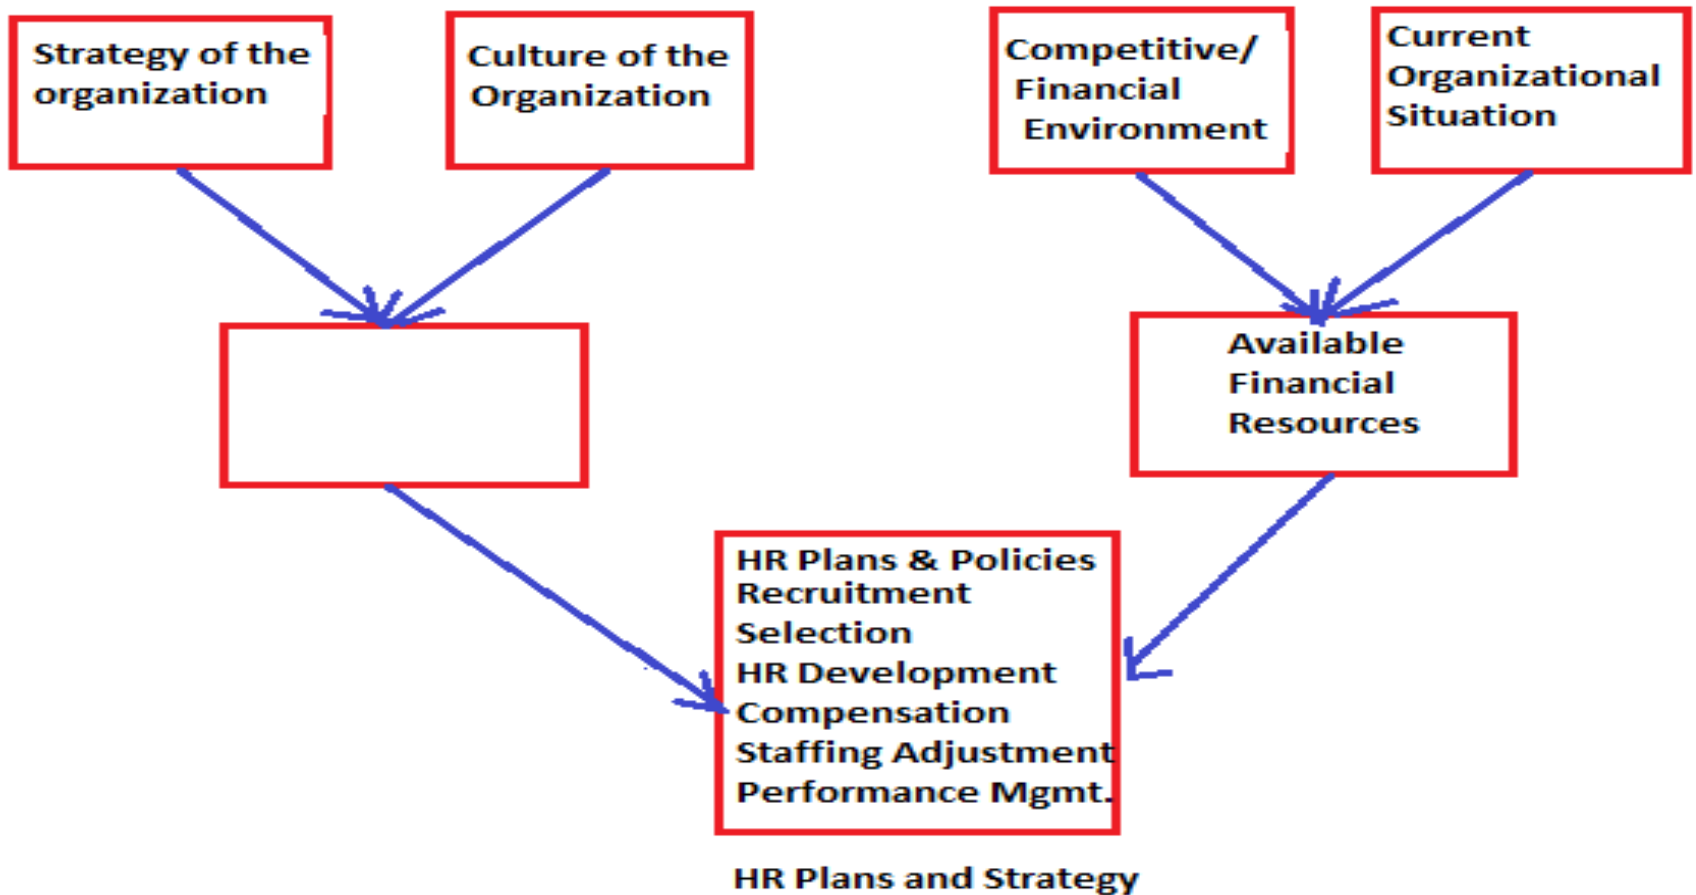 Strategy of the
organization
Culture of the
Organization
Competitive/
Financial
Environment
Current
Organizational
Situation
Available
Financial
Resources
HR Plans & Policies
Recruitment
Selection
HR Development
Compensation
Staffing Adjustment
Performance Mgmt.
HR Plans and Strategy